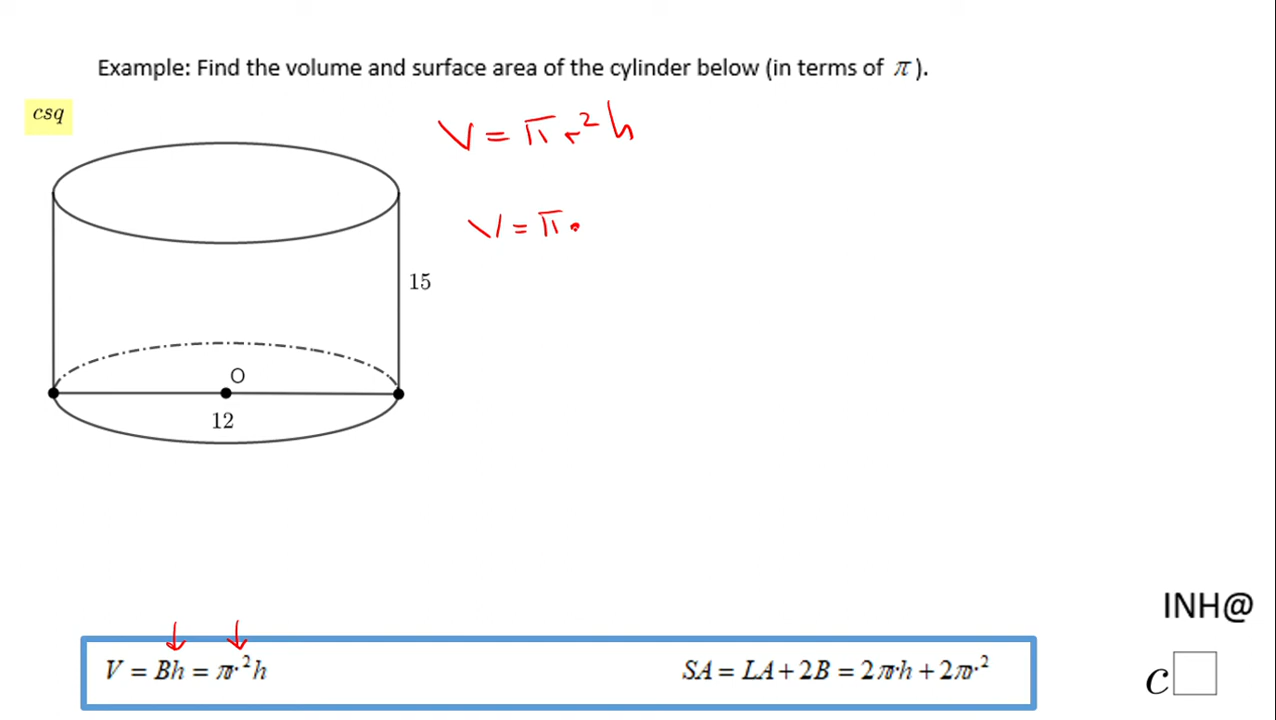 Example: Find the volume and surface area of the cylinder below (in terms of π ).
csq
V = πr²h
V = π·
15
O
12
INH@
V = Bh = πr²h
SA = LA + 2B = 2πrh + 2πr²
c